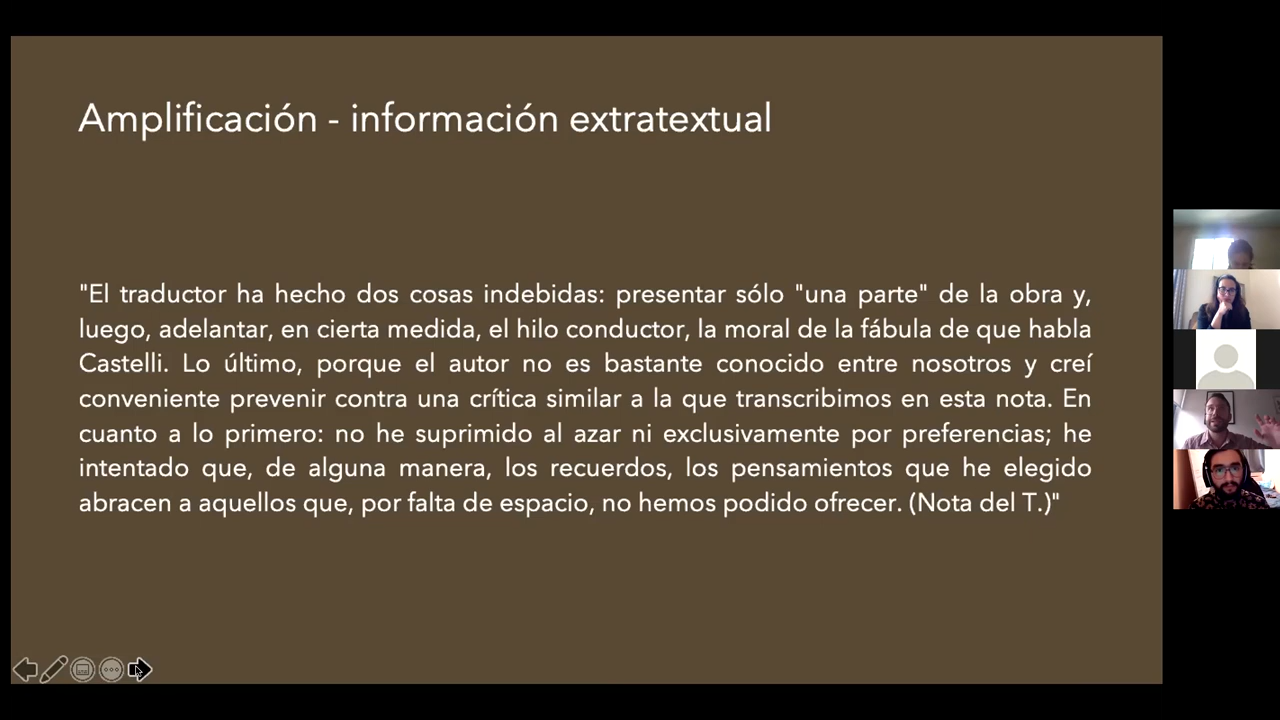 Amplificación - información extratextual
"El traductor ha hecho dos cosas indebidas: presentar sólo "una parte" de la obra y,
luego, adelantar, en cierta medida, el hilo conductor, la moral de la fábula de que habla
Castelli. Lo último, porque el autor no es bastante conocido entre nosotros y creí
conveniente prevenir contra una crítica similar a la que transcribimos en esta nota. En
cuanto a lo primero: no he suprimido al azar ni exclusivamente por preferencias; he
intentado que, de alguna manera, los recuerdos, los pensamientos que he elegido
abracen a aquellos que, por falta de espacio, no hemos podido ofrecer. (Nota del T.)"